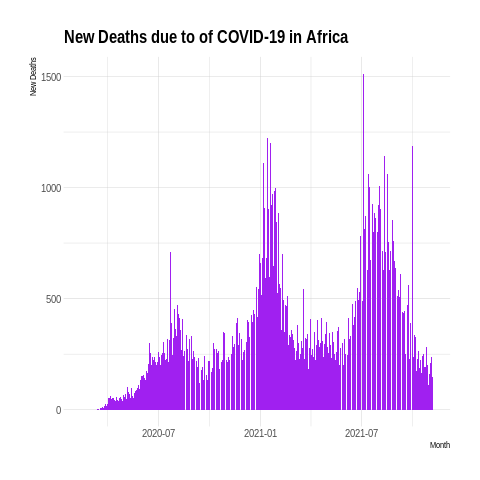 New Deaths due to of COVID-19 in Africa
New Deaths
1500
1000
500
0
2020-07
2021-01
2021-07
Month